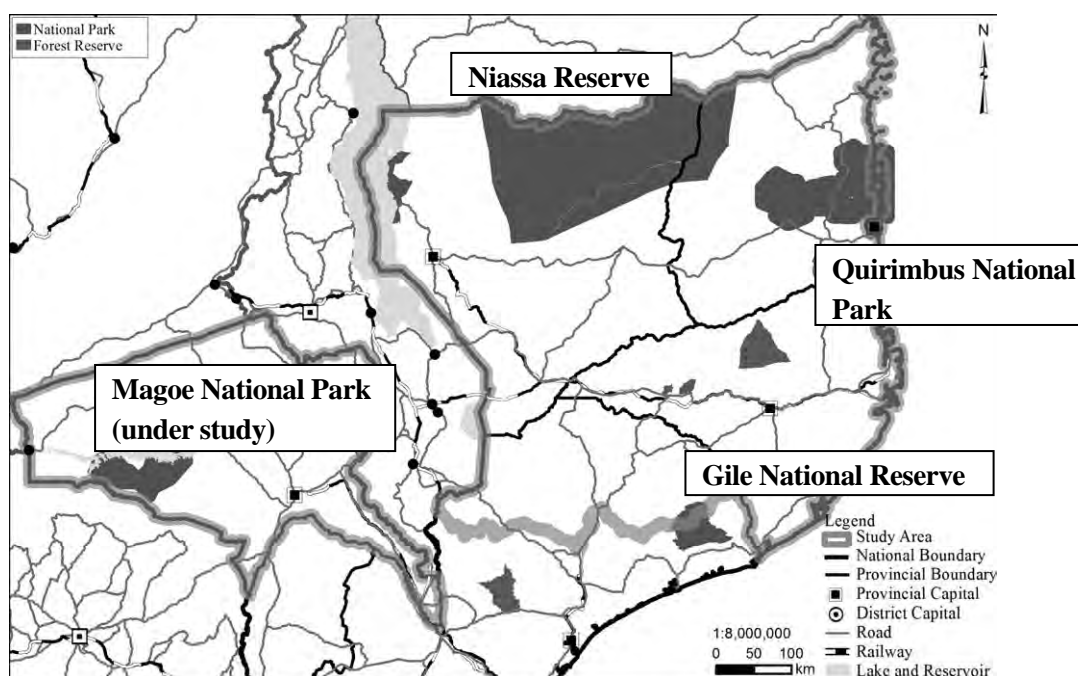 National Park
Forest Reserve
Niassa Reserve
N
Quirimbus National
Park
Magoe National Park
(under study)
Gile National Reserve
Legend
Study Area
National Boundary
Provincial Boundary
Provincial Capital
District Capital
Road
Railway
Lake and Reservoir
1:8,000,000
0 50 100
km